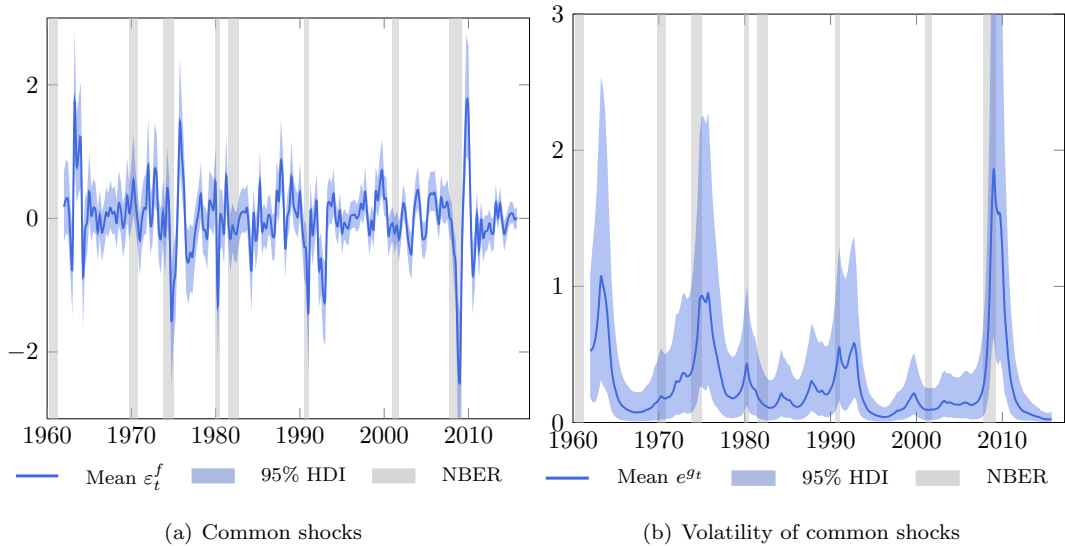 2
0
−2
1960 1970 1980 1990 2000 2010
Mean ε_t^f 95% HDI NBER
(a) Common shocks
3
2
1
0
1960 1970 1980 1990 2000 2010
Mean e^{g_t} 95% HDI NBER
(b) Volatility of common shocks